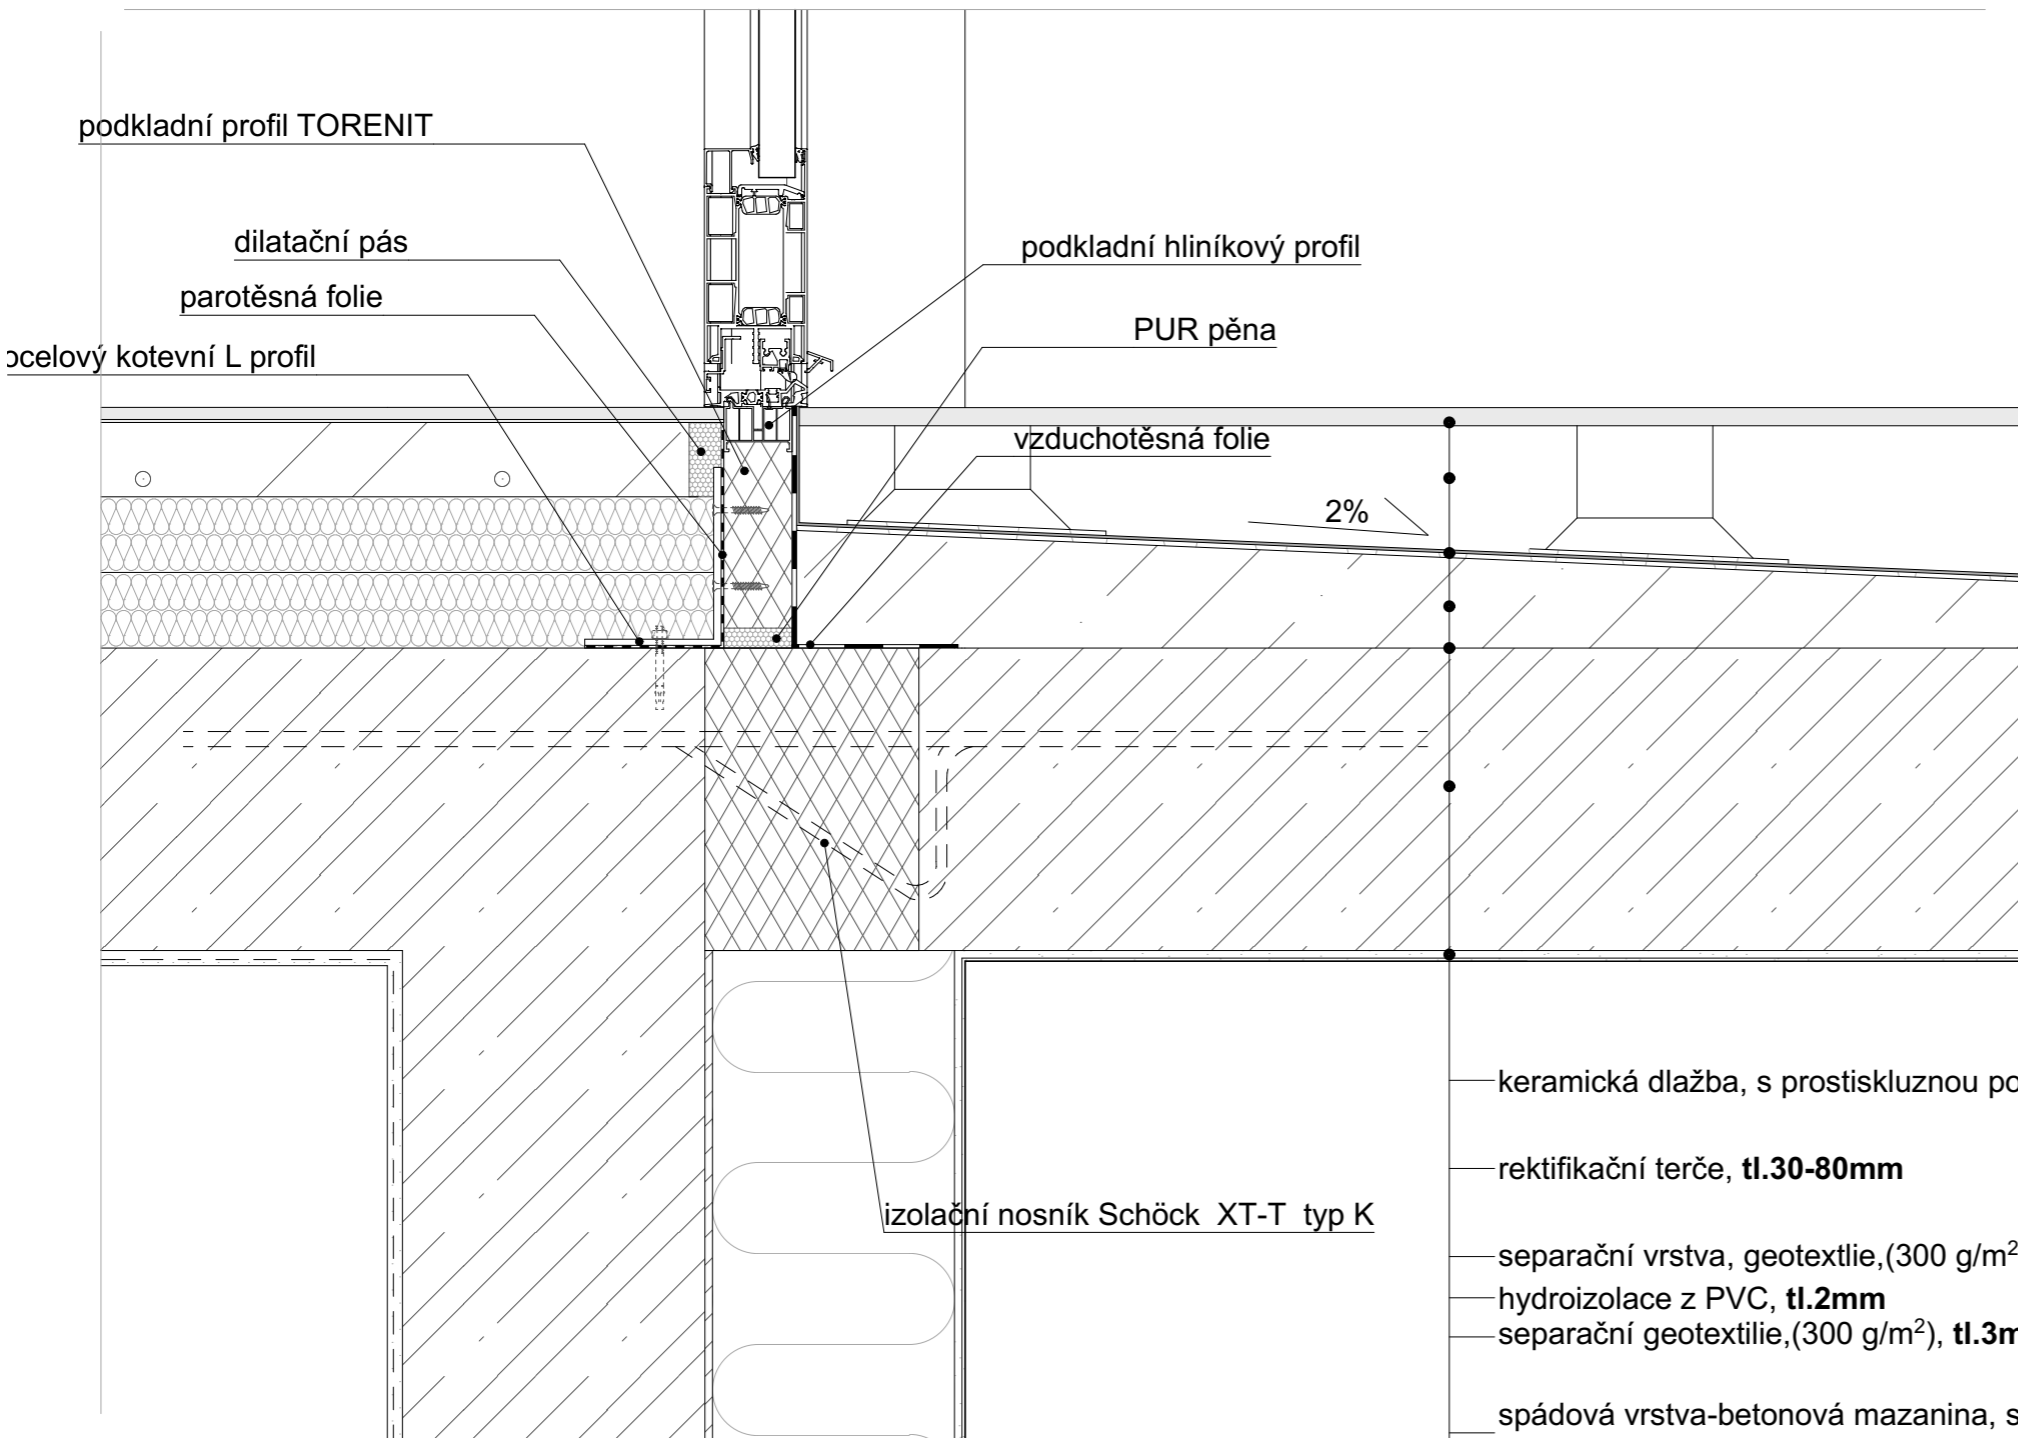 podkladní profil TORENIT
dilatační pás
podkladní hliníkový profil
parotěsná folie
PUR pěna
ocelový kotevní L profil
vzduchotěsná folie
2%
keramická dlažba, s prostiskluznou po
rektifikační terče, tl.30-80mm
izolační nosník Schöck XT-T typ K
separační vrstva, geotextlie,(300 g/m²
hydroizolace z PVC, tl.2mm
separační geotextilie,(300 g/m²), tl.3m
spádová vrstva-betonová mazanina, s